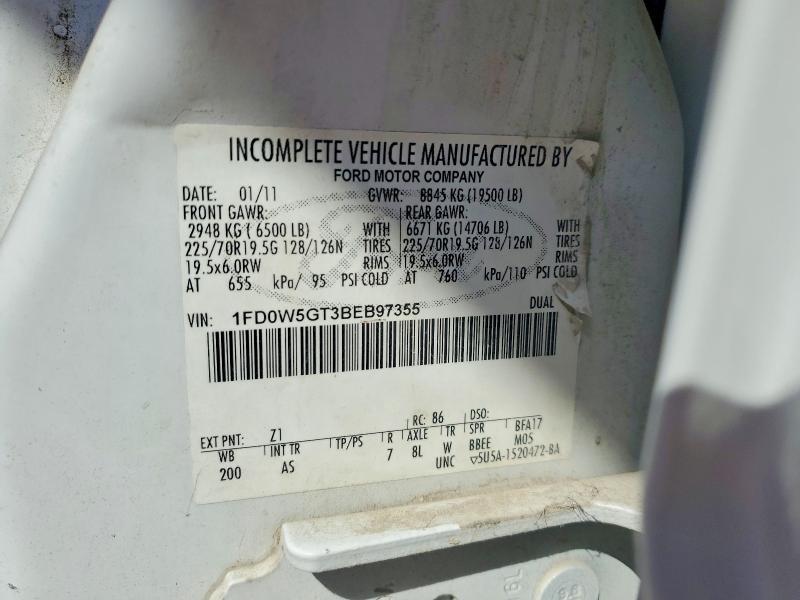 INCOMPLETE VEHICLE MANUFACTURED BY
FORD MOTOR COMPANY
DATE: 01/11 GVWR: 8845 KG (19500 LB)
FRONT GAWR: REAR GAWR:
2948 KG ( 6500 LB) WITH 6671 KG (14706 LB) WITH
225/70R19.5G 128/126N TIRES 225/70R19.5G 128/126N TIRES
19.5x6.0RW RIMS 19.5x6.0RW RIMS
AT 655 kPa/ 95 PSI COLD AT 760 kPa/110 PSI COLD
DUAL
VIN: 1FD0W5GT3BEB97355
RC: 86 DSO:
EXT PNT: Z1
WB INT TR TP/PS R AXLE TR SPR BFA17
200 AS 7 8L W BBEE MOS
UNC ▽5U5A-1520472-BA